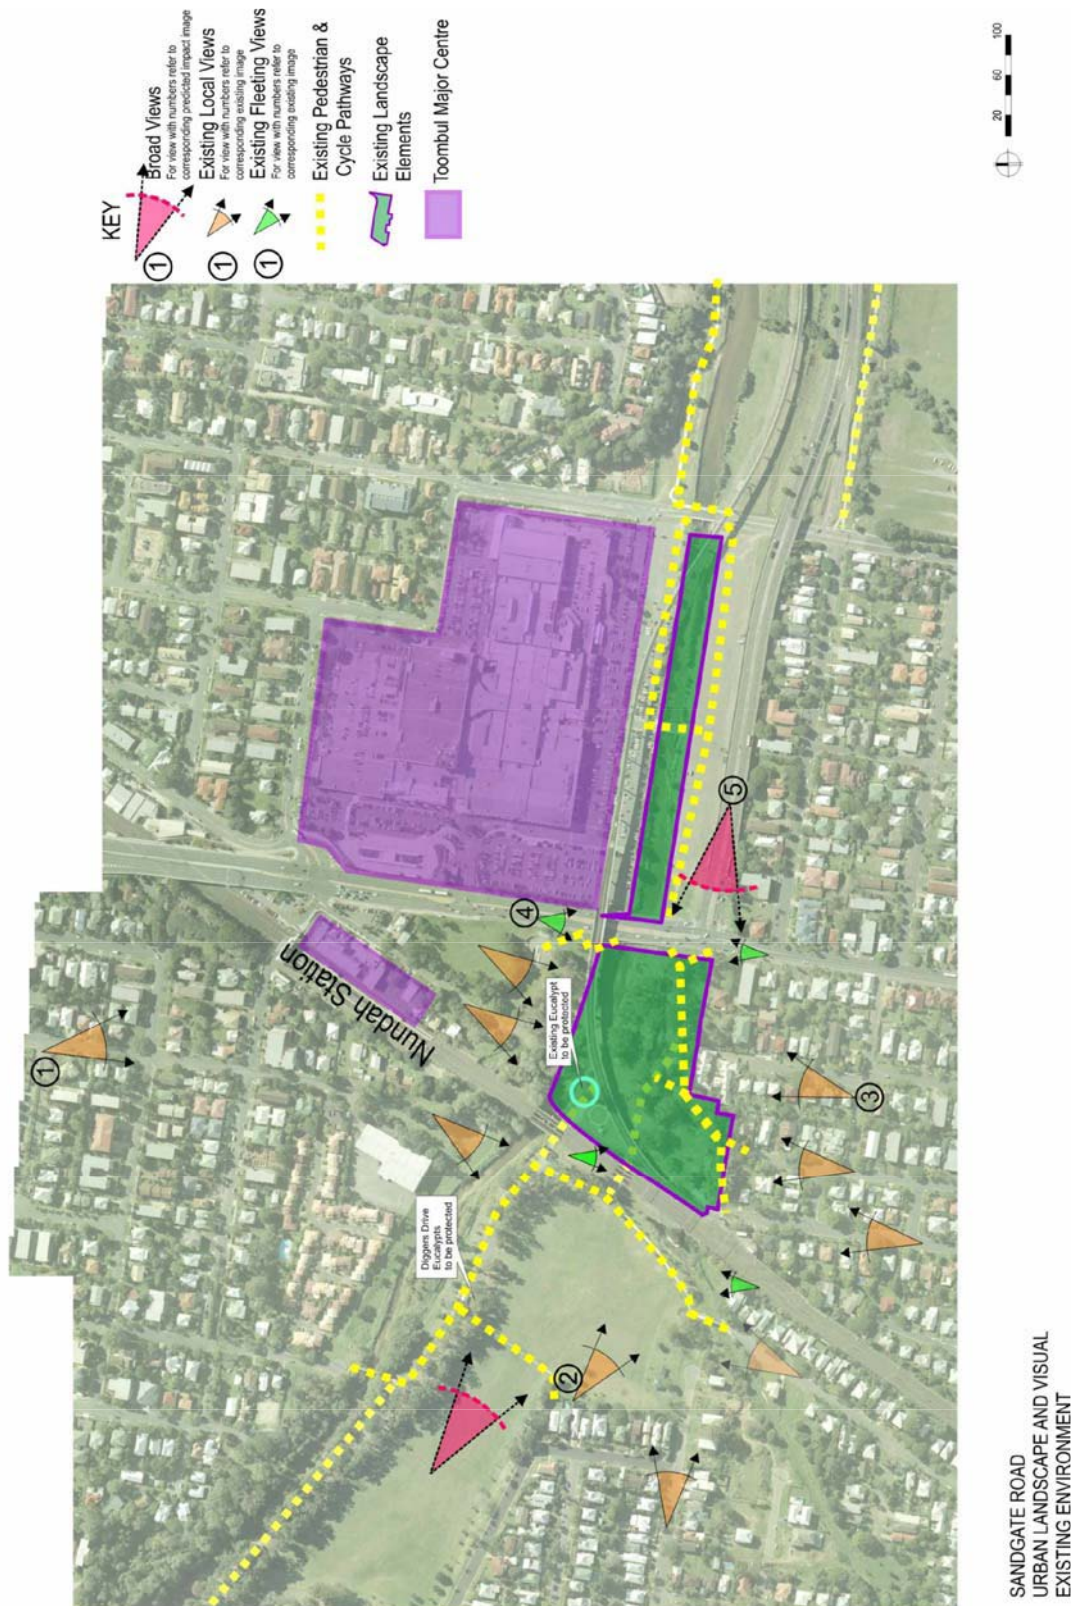 KEY
1
Broad Views
For view with numbers refer to
corresponding predicted impact image
1
Existing Local Views
For view with numbers refer to
corresponding existing image
1
Existing Fleeting Views
For view with numbers refer to
corresponding existing image
Existing Pedestrian &
Cycle Pathways
Existing Landscape
Elements
Toombul Major Centre
20
60
100
1
Nundah Station
4
Existing Eucalypt
to be protected
Diggers Drive
Eucalypts
to be protected
5
2
3
SANDGATE ROAD
URBAN LANDSCAPE AND VISUAL
EXISTING ENVIRONMENT